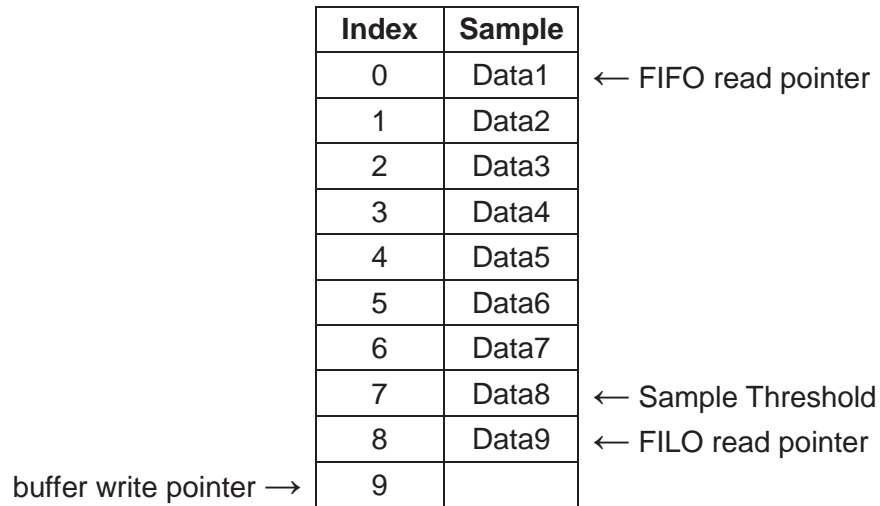 Index Sample
0 Data1 ← FIFO read pointer
1 Data2
2 Data3
3 Data4
4 Data5
5 Data6
6 Data7
7 Data8 ← Sample Threshold
8 Data9 ← FILO read pointer
buffer write pointer → 9